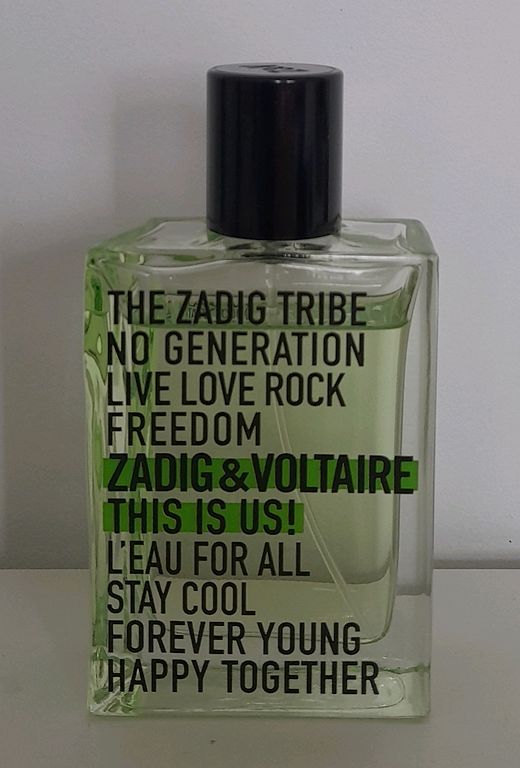 THE ZADIG TRIBE
NO GENERATION
LIVE LOVE ROCK
FREEDOM
ZADIG & VOLTAIRE
THIS IS US!
L'EAU FOR ALL
STAY COOL
FOREVER YOUNG
HAPPY TOGETHER